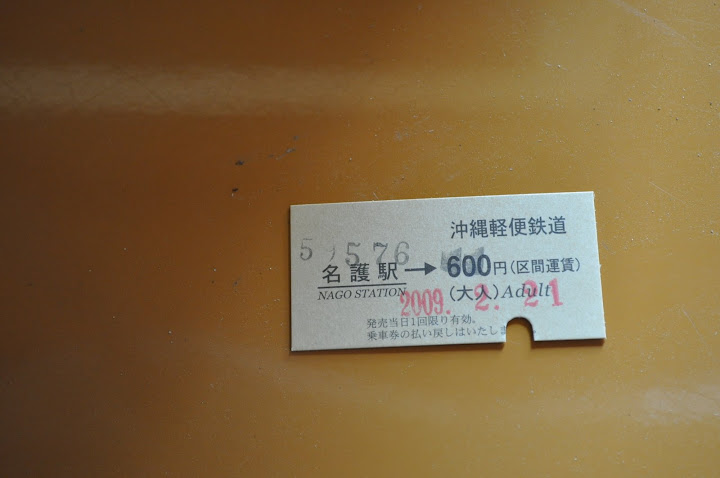 沖縄軽便鉄道
576
名護駅→600円(区間運賃)
NAGO STATION (大人)Adult
2009. 2. 21
発売当日1回限り有効。
乗車券の払い戻しはいたしま